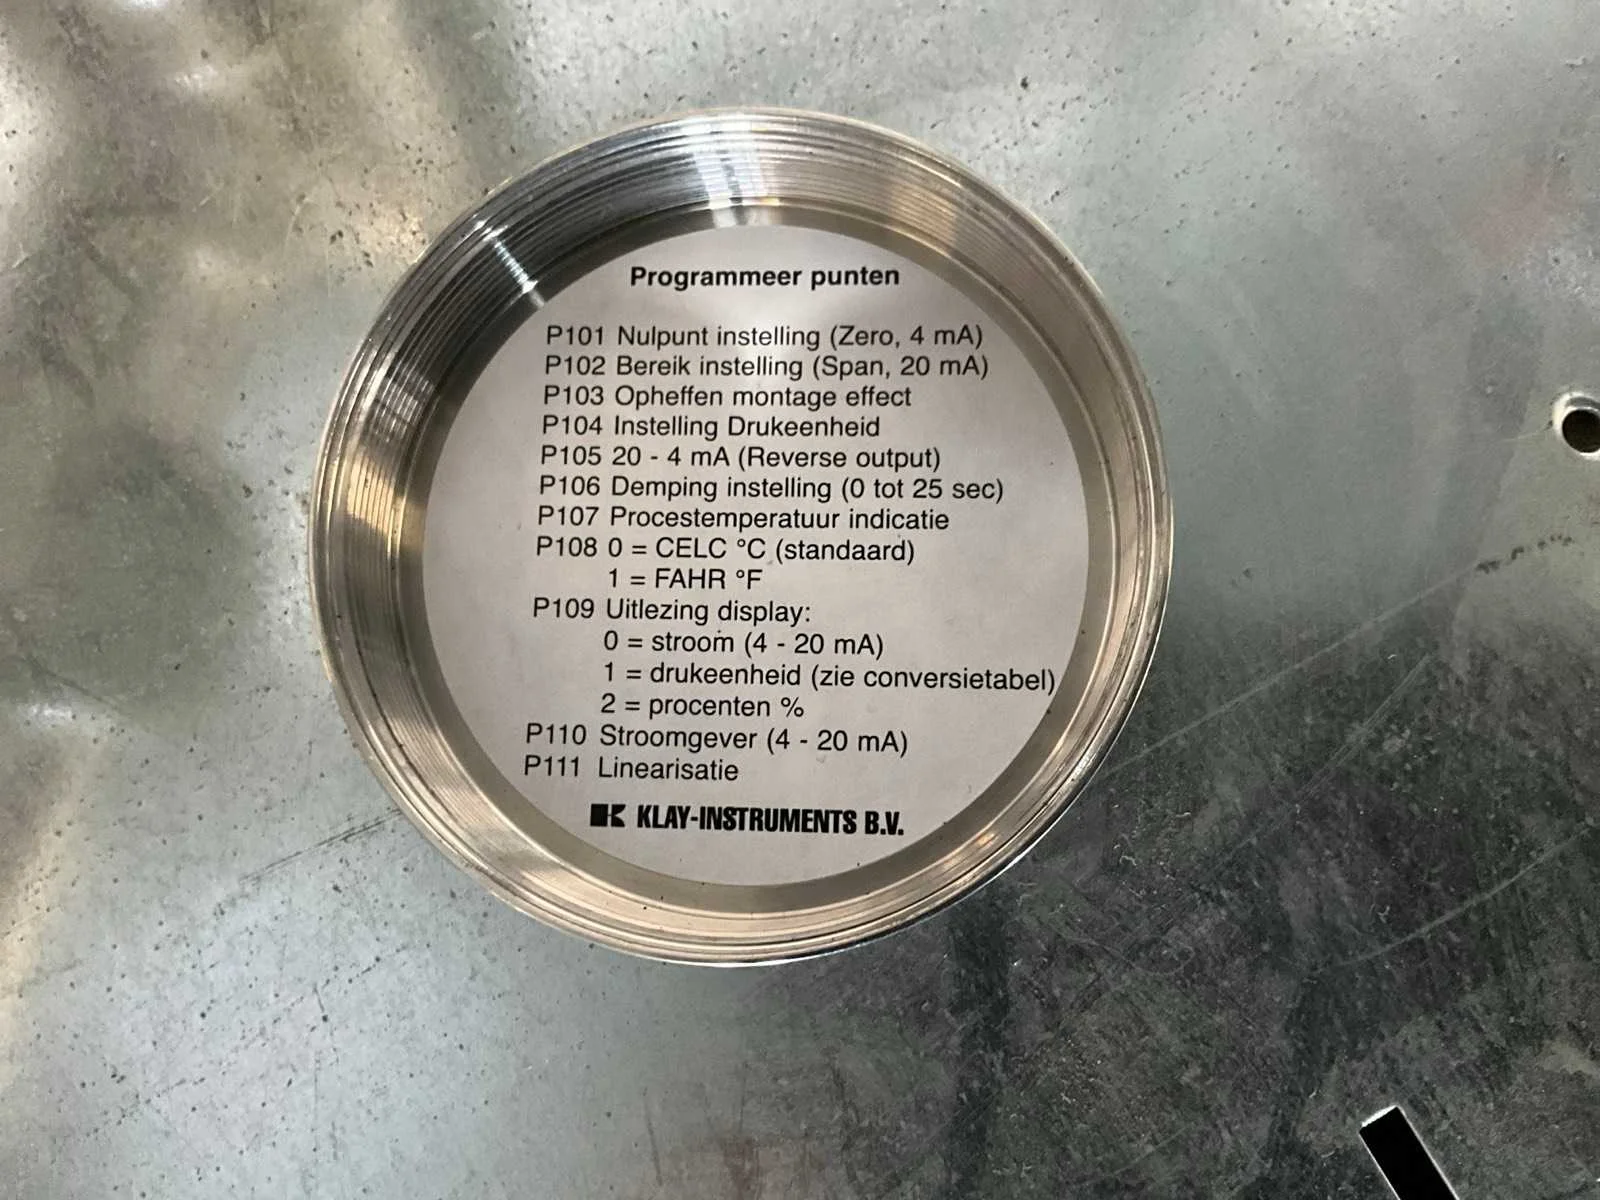 Programmeer punten
P101 Nulpunt instelling (Zero, 4 mA)
P102 Bereik instelling (Span, 20 mA)
P103 Opheffen montage effect
P104 Instelling Drukeenheid
P105 20 - 4 mA (Reverse output)
P106 Demping instelling (0 tot 25 sec)
P107 Procestemperatuur indicatie
P108 0 = CELC °C (standaard)
1 = FAHR °F
P109 Uitlezing display:
0 = stroom (4 - 20 mA)
1 = drukeenheid (zie conversietabel)
2 = procenten %
P110 Stroomgever (4 - 20 mA)
P111 Linearisatie
KLAY-INSTRUMENTS B.V.